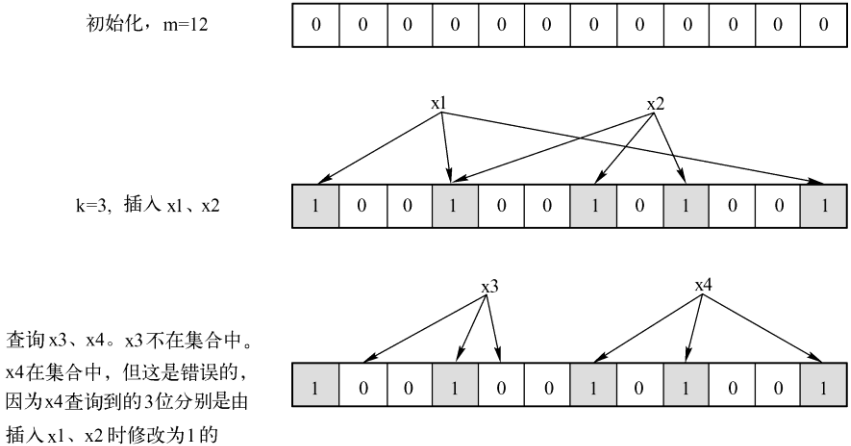 初始化，m=12
0 0 0 0 0 0 0 0 0 0 0 0
x1 x2
k=3, 插入 x1、x2
1 0 0 1 0 0 1 0 1 0 0 1
x3 x4
查询 x3、x4。x3 不在集合中。
x4在集合中，但这是错误的，
因为x4查询到的3位分别是由
插入x1、x2时修改为1的
1 0 0 1 0 0 1 0 1 0 0 1